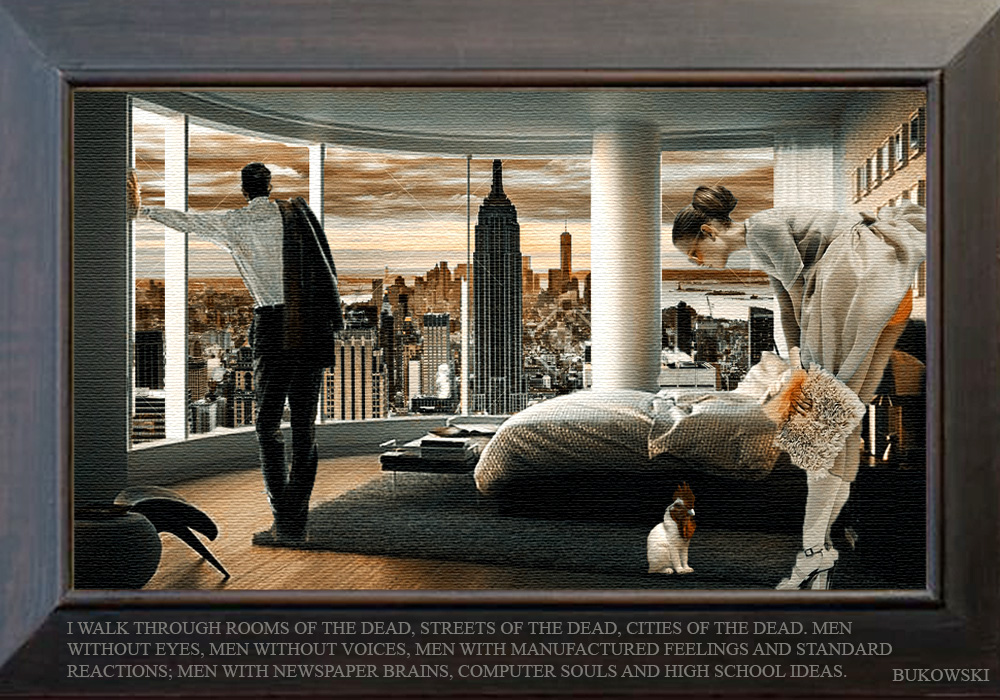 I WALK THROUGH ROOMS OF THE DEAD, STREETS OF THE DEAD, CITIES OF THE DEAD. MEN
WITHOUT EYES, MEN WITHOUT VOICES, MEN WITH MANUFACTURED FEELINGS AND STANDARD
REACTIONS; MEN WITH NEWSPAPER BRAINS, COMPUTER SOULS AND HIGH SCHOOL IDEAS.
BUKOWSKI